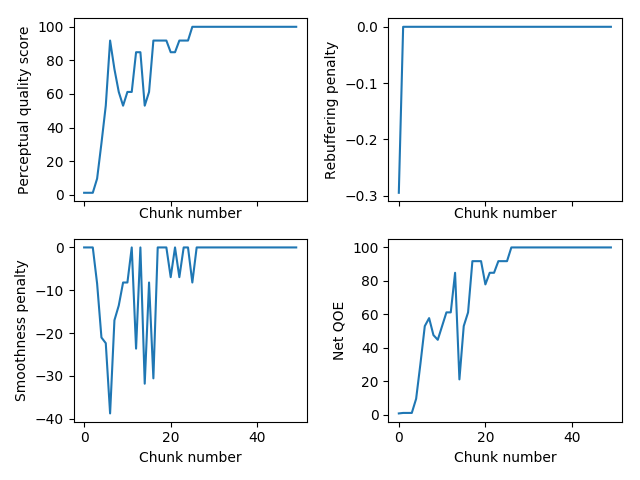 Perceptual quality score
100
80
60
40
20
0
Chunk number
Rebuffering penalty
0.0
−0.1
−0.2
−0.3
Chunk number
Smoothness penalty
0
−10
−20
−30
−40
0 20 40
Chunk number
Net QOE
100
80
60
40
20
0
0 20 40
Chunk number